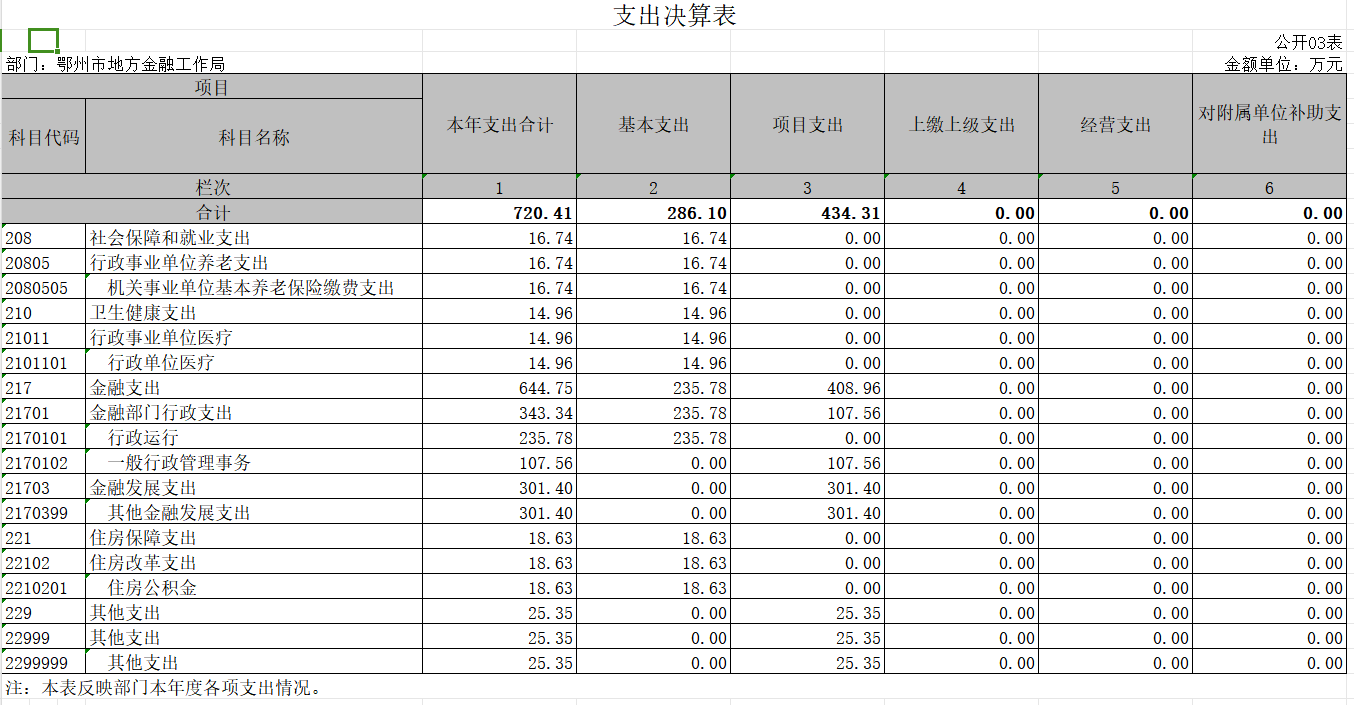 支出决算表
公开03表
部门：鄂州市地方金融工作局 金额单位：万元
项目 本年支出合计 基本支出 项目支出 上缴上级支出 经营支出 对附属单位补助支出
科目代码 科目名称
栏次 1 2 3 4 5 6
合计 720.41 286.10 434.31 0.00 0.00 0.00
208 社会保障和就业支出 16.74 16.74 0.00 0.00 0.00 0.00
20805 行政事业单位养老支出 16.74 16.74 0.00 0.00 0.00 0.00
2080505 机关事业单位基本养老保险缴费支出 16.74 16.74 0.00 0.00 0.00 0.00
210 卫生健康支出 14.96 14.96 0.00 0.00 0.00 0.00
21011 行政事业单位医疗 14.96 14.96 0.00 0.00 0.00 0.00
2101101 行政单位医疗 14.96 14.96 0.00 0.00 0.00 0.00
217 金融支出 644.75 235.78 408.96 0.00 0.00 0.00
21701 金融部门行政支出 343.34 235.78 107.56 0.00 0.00 0.00
2170101 行政运行 235.78 235.78 0.00 0.00 0.00 0.00
2170102 一般行政管理事务 107.56 0.00 107.56 0.00 0.00 0.00
21703 金融发展支出 301.40 0.00 301.40 0.00 0.00 0.00
2170399 其他金融发展支出 301.40 0.00 301.40 0.00 0.00 0.00
221 住房保障支出 18.63 18.63 0.00 0.00 0.00 0.00
22102 住房改革支出 18.63 18.63 0.00 0.00 0.00 0.00
2210201 住房公积金 18.63 18.63 0.00 0.00 0.00 0.00
229 其他支出 25.35 0.00 25.35 0.00 0.00 0.00
22999 其他支出 25.35 0.00 25.35 0.00 0.00 0.00
2299999 其他支出 25.35 0.00 25.35 0.00 0.00 0.00
注：本表反映部门本年度各项支出情况。